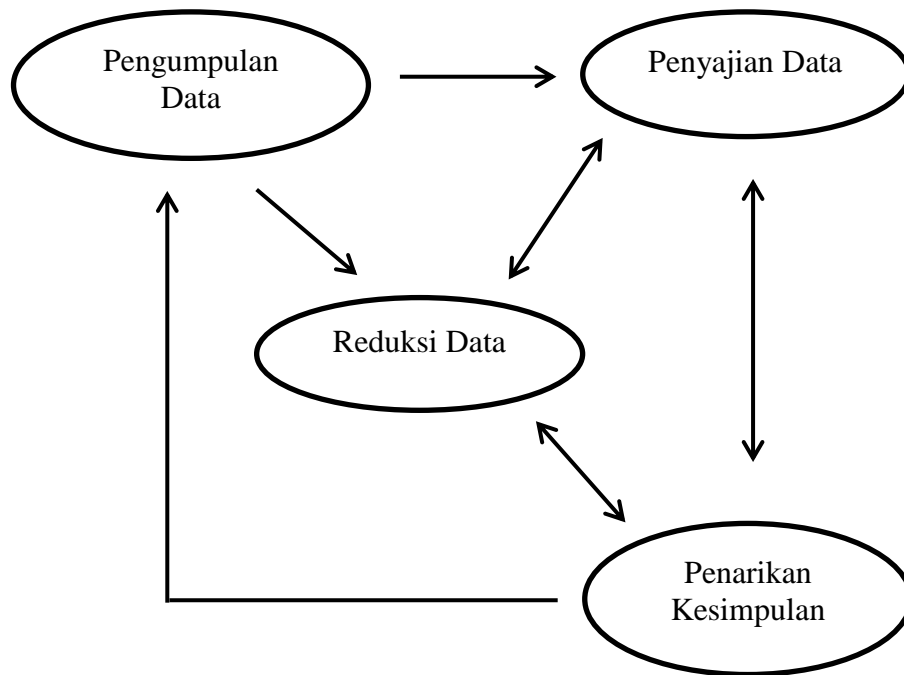 Pengumpulan
Data
Penyajian Data
Reduksi Data
Penarikan
Kesimpulan